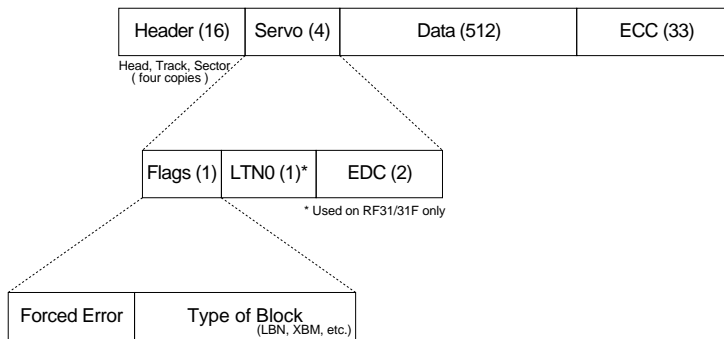 Header (16) Servo (4) Data (512) ECC (33)
Head, Track, Sector
( four copies )
Flags (1) LTN0 (1)* EDC (2)
* Used on RF31/31F only
Forced Error Type of Block
(LBN, XBM, etc.)